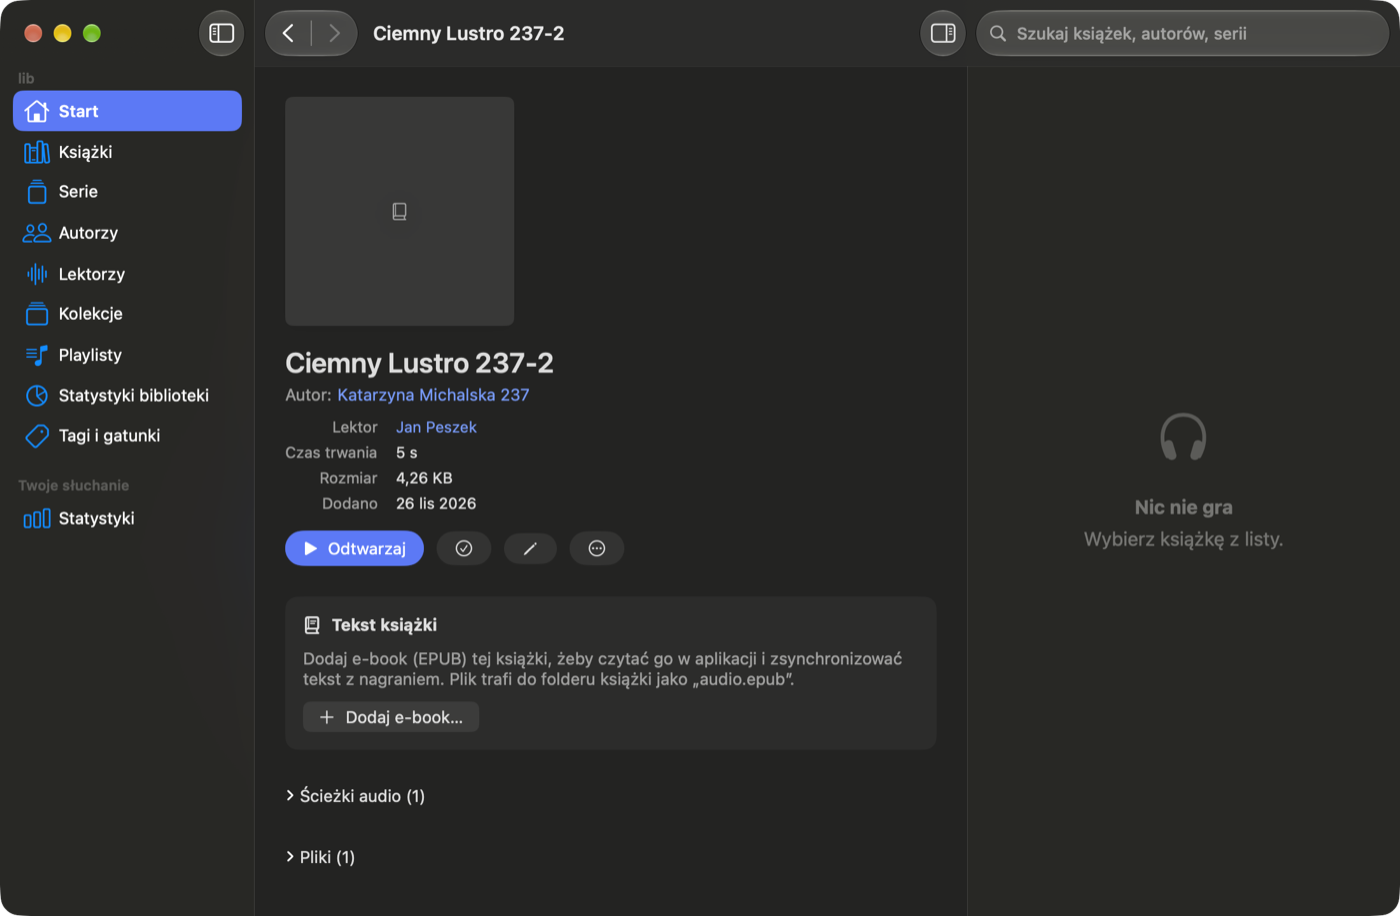 Ciemny Lustro 237-2
Szukaj książek, autorów, serii
lib
Start
Książki
Serie
Autorzy
Lektorzy
Kolekcje
Playlisty
Statystyki biblioteki
Tagi i gatunki
Twoje słuchanie
Statystyki
Ciemny Lustro 237-2
Autor: Katarzyna Michalska 237
Lektor Jan Peszek
Czas trwania 5 s
Rozmiar 4,26 KB
Dodano 26 lis 2026
Odtwarzaj
Tekst książki
Dodaj e-book (EPUB) tej książki, żeby czytać go w aplikacji i zsynchronizować
tekst z nagraniem. Plik trafi do folderu książki jako „audio.epub”.
Dodaj e-book...
Ścieżki audio (1)
Pliki (1)
Nic nie gra
Wybierz książkę z listy.